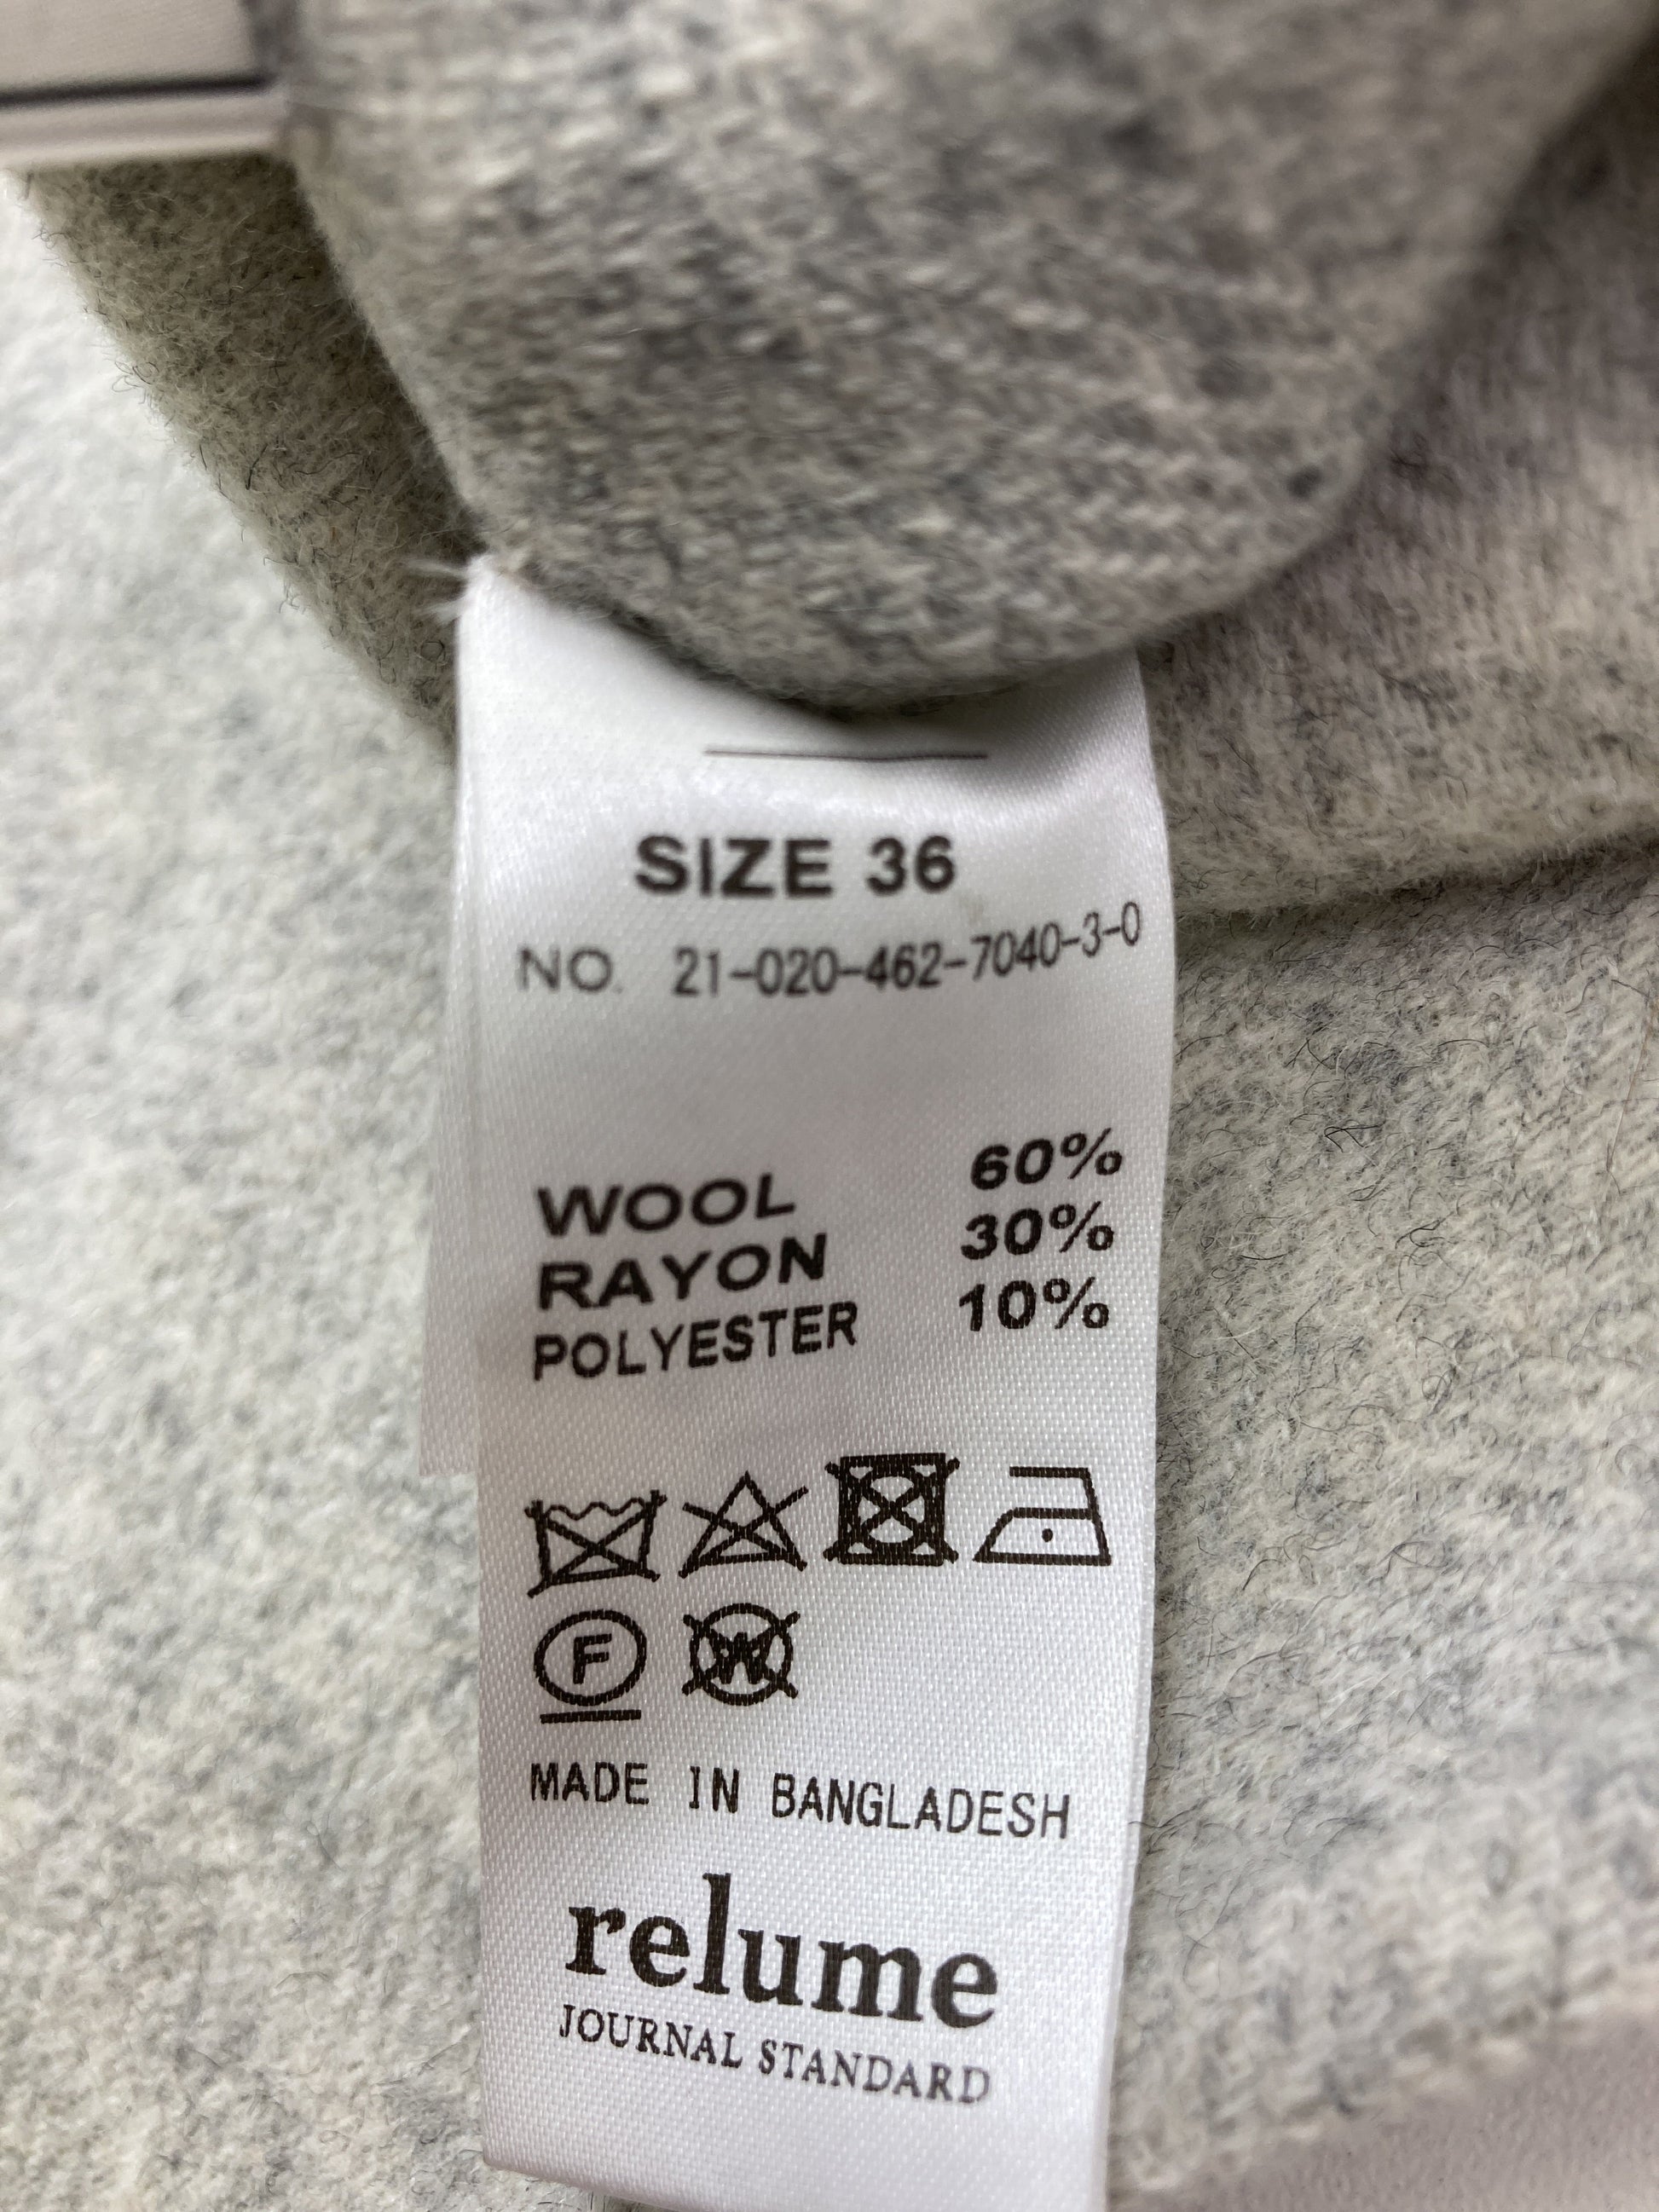 SIZE 36
NO. 21-020-462-7040-3-0
WOOL 60%
RAYON 30%
POLYESTER 10%
F W
MADE IN BANGLADESH
relume
JOURNAL STANDARD